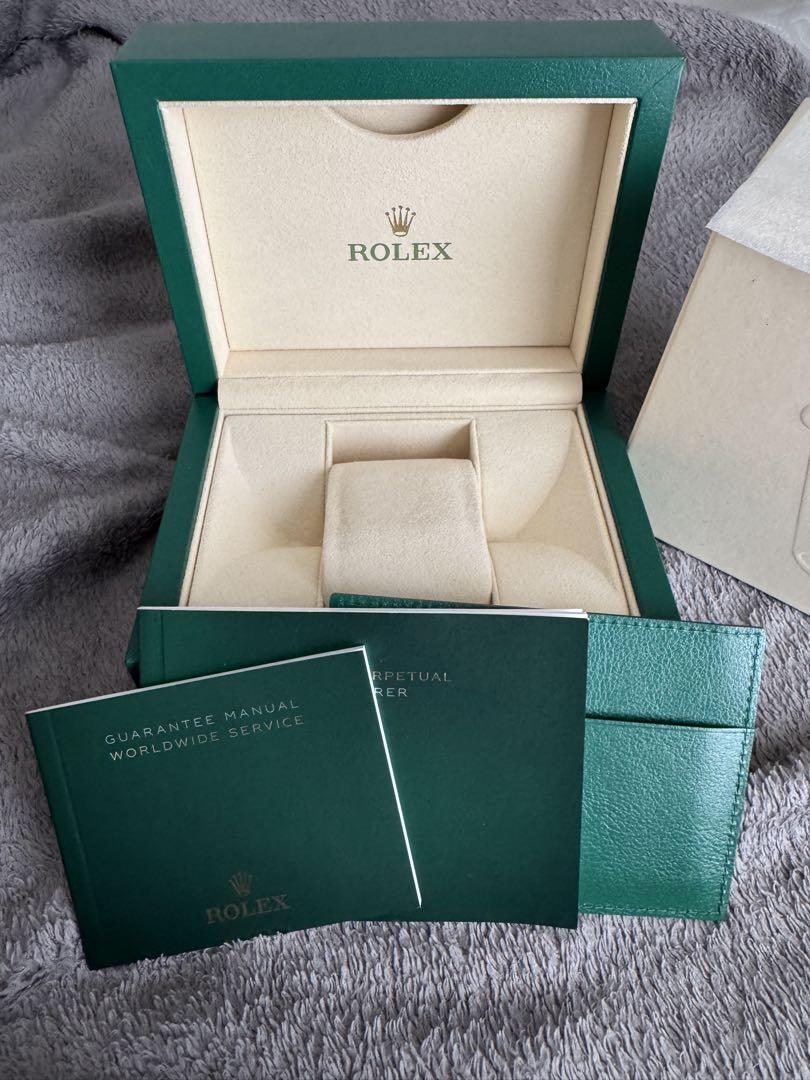 ROLEX
RPETUAL
RER
GUARANTEE MANUAL
WORLDWIDE SERVICE
ROLEX